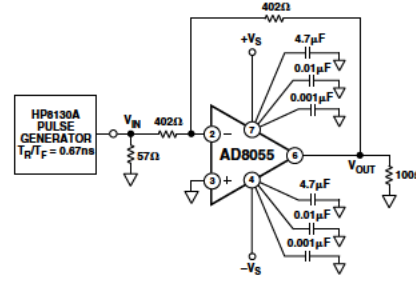 402Ω
+VS
4.7μF
0.01μF
0.001μF
HP8130A
PULSE
GENERATOR
TR/TF = 0.67ns
VIN
402Ω
57Ω
2
−
7
AD8055
3
+
4
6
VOUT
100Ω
4.7μF
0.01μF
0.001μF
−VS